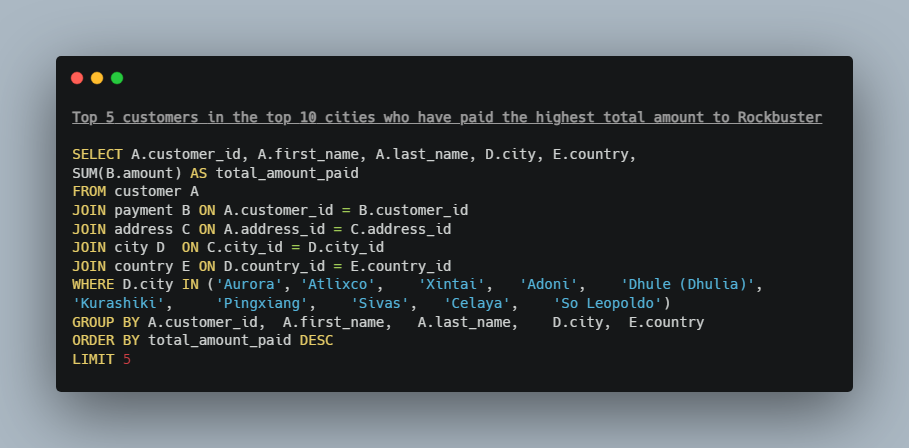 Top 5 customers in the top 10 cities who have paid the highest total amount to Rockbuster
SELECT A.customer_id, A.first_name, A.last_name, D.city, E.country,
SUM(B.amount) AS total_amount_paid
FROM customer A
JOIN payment B ON A.customer_id = B.customer_id
JOIN address C ON A.address_id = C.address_id
JOIN city D  ON C.city_id = D.city_id
JOIN country E ON D.country_id = E.country_id
WHERE D.city IN ('Aurora', 'Atlixco',    'Xintai',   'Adoni',     'Dhule (Dhulia)',
'Kurashiki',     'Pingxiang',     'Sivas',   'Celaya',    'So Leopoldo')
GROUP BY A.customer_id,  A.first_name,   A.last_name,    D.city,  E.country
ORDER BY total_amount_paid DESC
LIMIT 5